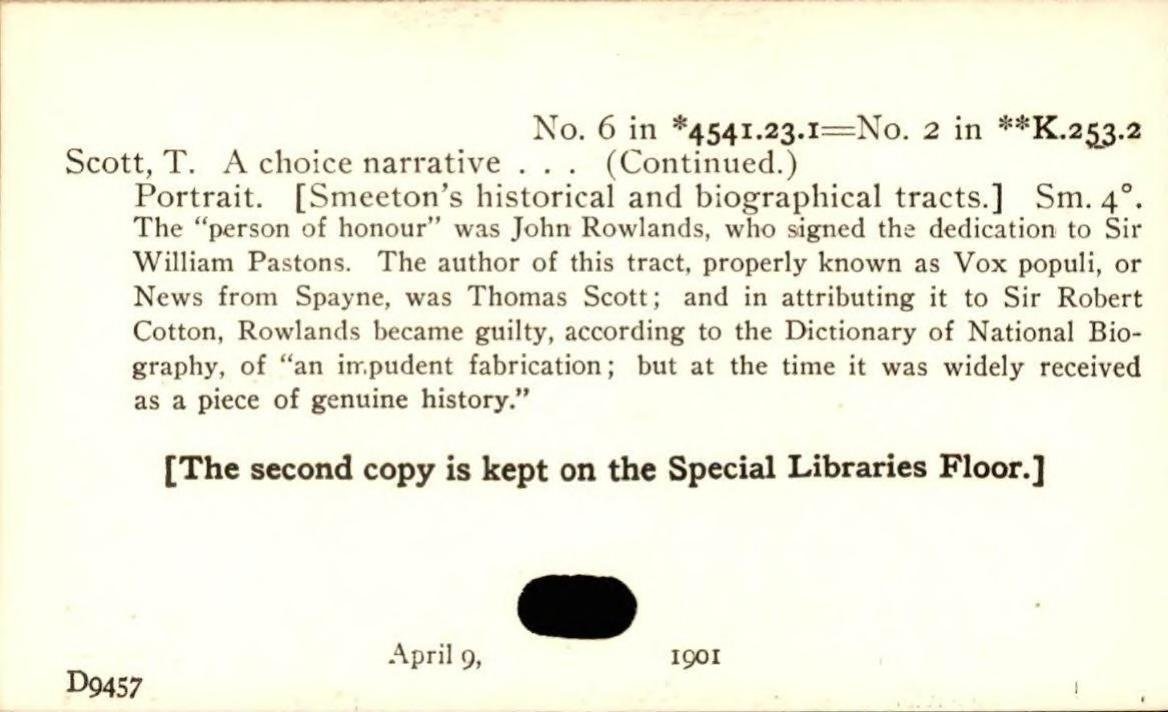 No. 6 in *4541.23.1=No. 2 in **K.253.2
Scott, T. A choice narrative . . . (Continued.)
Portrait. [Smeeton's historical and biographical tracts.] Sm. 4°.
The “person of honour” was John Rowlands, who signed the dedication to Sir
William Pastons. The author of this tract, properly known as Vox populi, or
News from Spayne, was Thomas Scott; and in attributing it to Sir Robert
Cotton, Rowlands became guilty, according to the Dictionary of National Bio-
graphy, of “an impudent fabrication; but at the time it was widely received
as a piece of genuine history.”
[The second copy is kept on the Special Libraries Floor.]
April 9, 1901
D9457